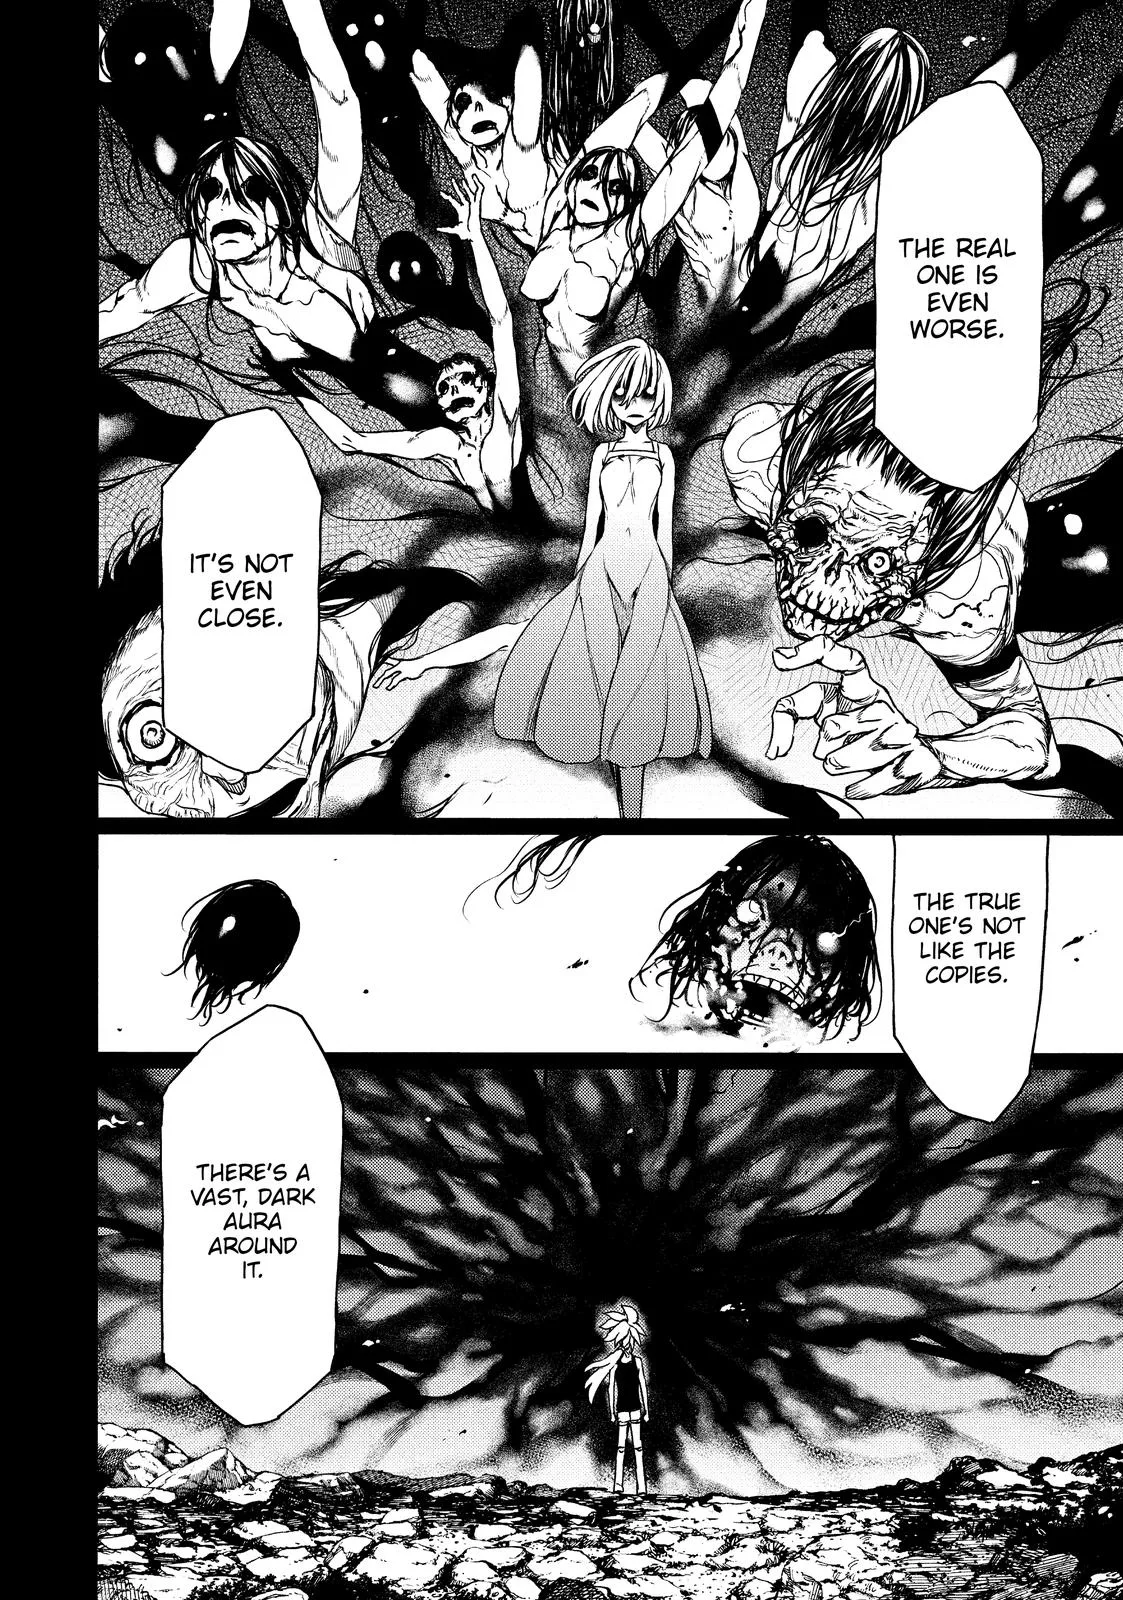 THE REAL
ONE IS
EVEN
WORSE.
IT'S NOT
EVEN
CLOSE.
THE TRUE
ONE'S NOT
LIKE THE
COPIES.
THERE'S A
VAST, DARK
AURA
AROUND
IT.